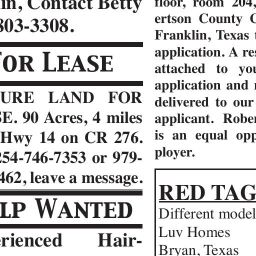 in, Contact Betty
803-3308.
FOR LEASE
URE LAND FOR
SE. 90 Acres, 4 miles
Hwy 14 on CR 276.
254-746-7353 or 979-
462, leave a message.
LP WANTED
erienced Hair-
floor, room 204,
ertson County C
Franklin, Texas
application. A re
attached to you
application and
delivered to our
applicant. Rober
is an equal opp
ployer.
RED TAG
Different model
Luv Homes
Bryan, Texas